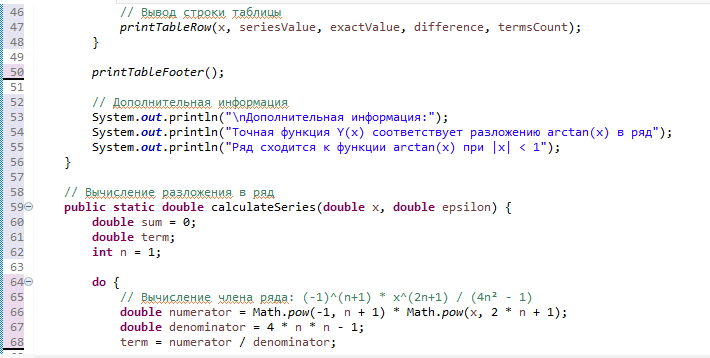 46 // Вывод строки таблицы
47 printTableRow(x, seriesValue, exactValue, difference, termsCount);
48 }
49
50 printTableFooter();
51
52 // Дополнительная информация
53 System.out.println("\nДополнительная информация:");
54 System.out.println("Точная функция Y(x) соответствует разложению arctan(x) в ряд");
55 System.out.println("Ряд сходится к функции arctan(x) при |x| < 1");
56 }
57
58 // Вычисление разложения в ряд
59 public static double calculateSeries(double x, double epsilon) {
60 double sum = 0;
61 double term;
62 int n = 1;
63
64 do {
65 // Вычисление члена ряда: (-1)^(n+1) * x^(2n+1) / (4n² - 1)
66 double numerator = Math.pow(-1, n + 1) * Math.pow(x, 2 * n + 1);
67 double denominator = 4 * n * n - 1;
68 term = numerator / denominator;